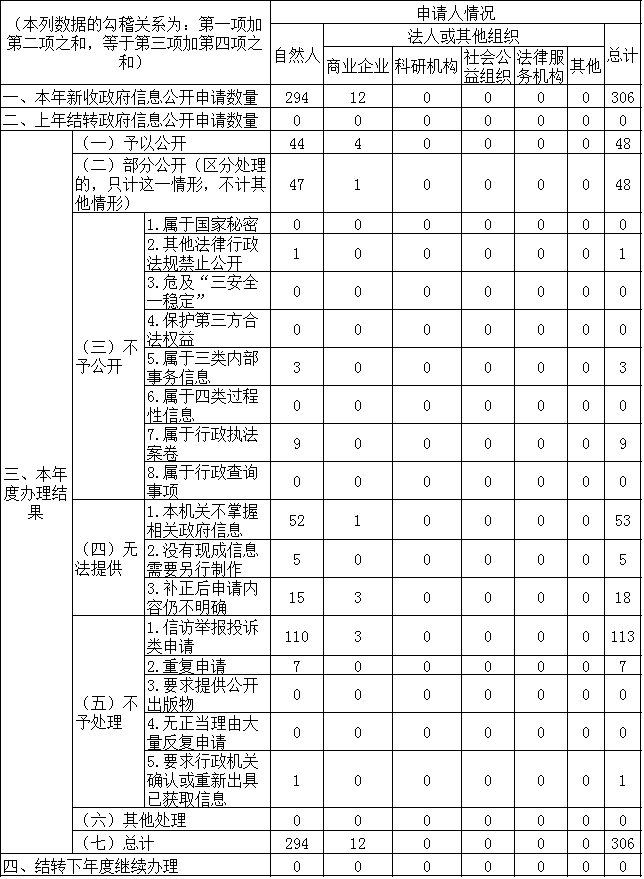 （本列数据的勾稽关系为：第一项加
第二项之和，等于第三项加第四项之
和）
申请人情况
自然人
法人或其他组织
总计
商业企业
科研机构
社会公
益组织
法律服
务机构
其他
一、本年新收政府信息公开申请数量 294 12 0 0 0 0 306
二、上年结转政府信息公开申请数量 0 0 0 0 0 0 0
三、本年
度办理结
果
（一）予以公开 44 4 0 0 0 0 48
（二）部分公开（区分处理
的，只计这一情形，不计其
他情形）
47 1 0 0 0 0 48
（三）不
予公开
1.属于国家秘密 0 0 0 0 0 0 0
2.其他法律行政
法规禁止公开
1 0 0 0 0 0 1
3.危及“三安全
一稳定”
0 0 0 0 0 0 0
4.保护第三方合
法权益
0 0 0 0 0 0 0
5.属于三类内部
事务信息
3 0 0 0 0 0 3
6.属于四类过程
性信息
0 0 0 0 0 0 0
7.属于行政执法
案卷
9 0 0 0 0 0 9
8.属于行政查询
事项
0 0 0 0 0 0 0
（四）无
法提供
1.本机关不掌握
相关政府信息
52 1 0 0 0 0 53
2.没有现成信息
需要另行制作
5 0 0 0 0 0 5
3.补正后申请内
容仍不明确
15 3 0 0 0 0 18
（五）不
予处理
1.信访举报投诉
类申请
110 3 0 0 0 0 113
2.重复申请 7 0 0 0 0 0 7
3.要求提供公开
出版物
0 0 0 0 0 0 0
4.无正当理由大
量反复申请
0 0 0 0 0 0 0
5.要求行政机关
确认或重新出具
已获取信息
1 0 0 0 0 0 1
（六）其他处理 0 0 0 0 0 0 0
（七）总计 294 12 0 0 0 0 306
四、结转下年度继续办理 0 0 0 0 0 0 0